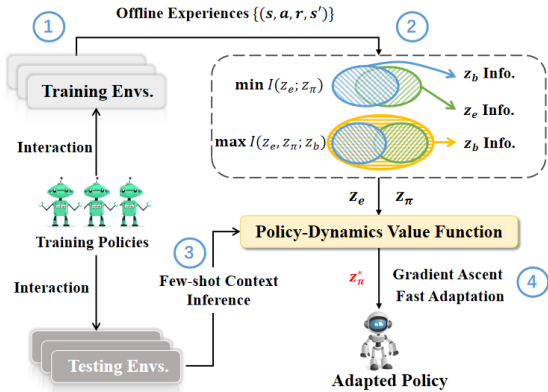 1
Offline Experiences {(s, a, r, s′)}
2
Training Envs.
min I(z_e; z_π)
z_b Info.
z_e Info.
max I(z_e, z_π; z_b)
z_b Info.
Interaction
Training Policies
z_e z_π
Policy-Dynamics Value Function
3
Few-shot Context
Inference
Interaction
z_π^*
Gradient Ascent
Fast Adaptation
4
Testing Envs.
Adapted Policy